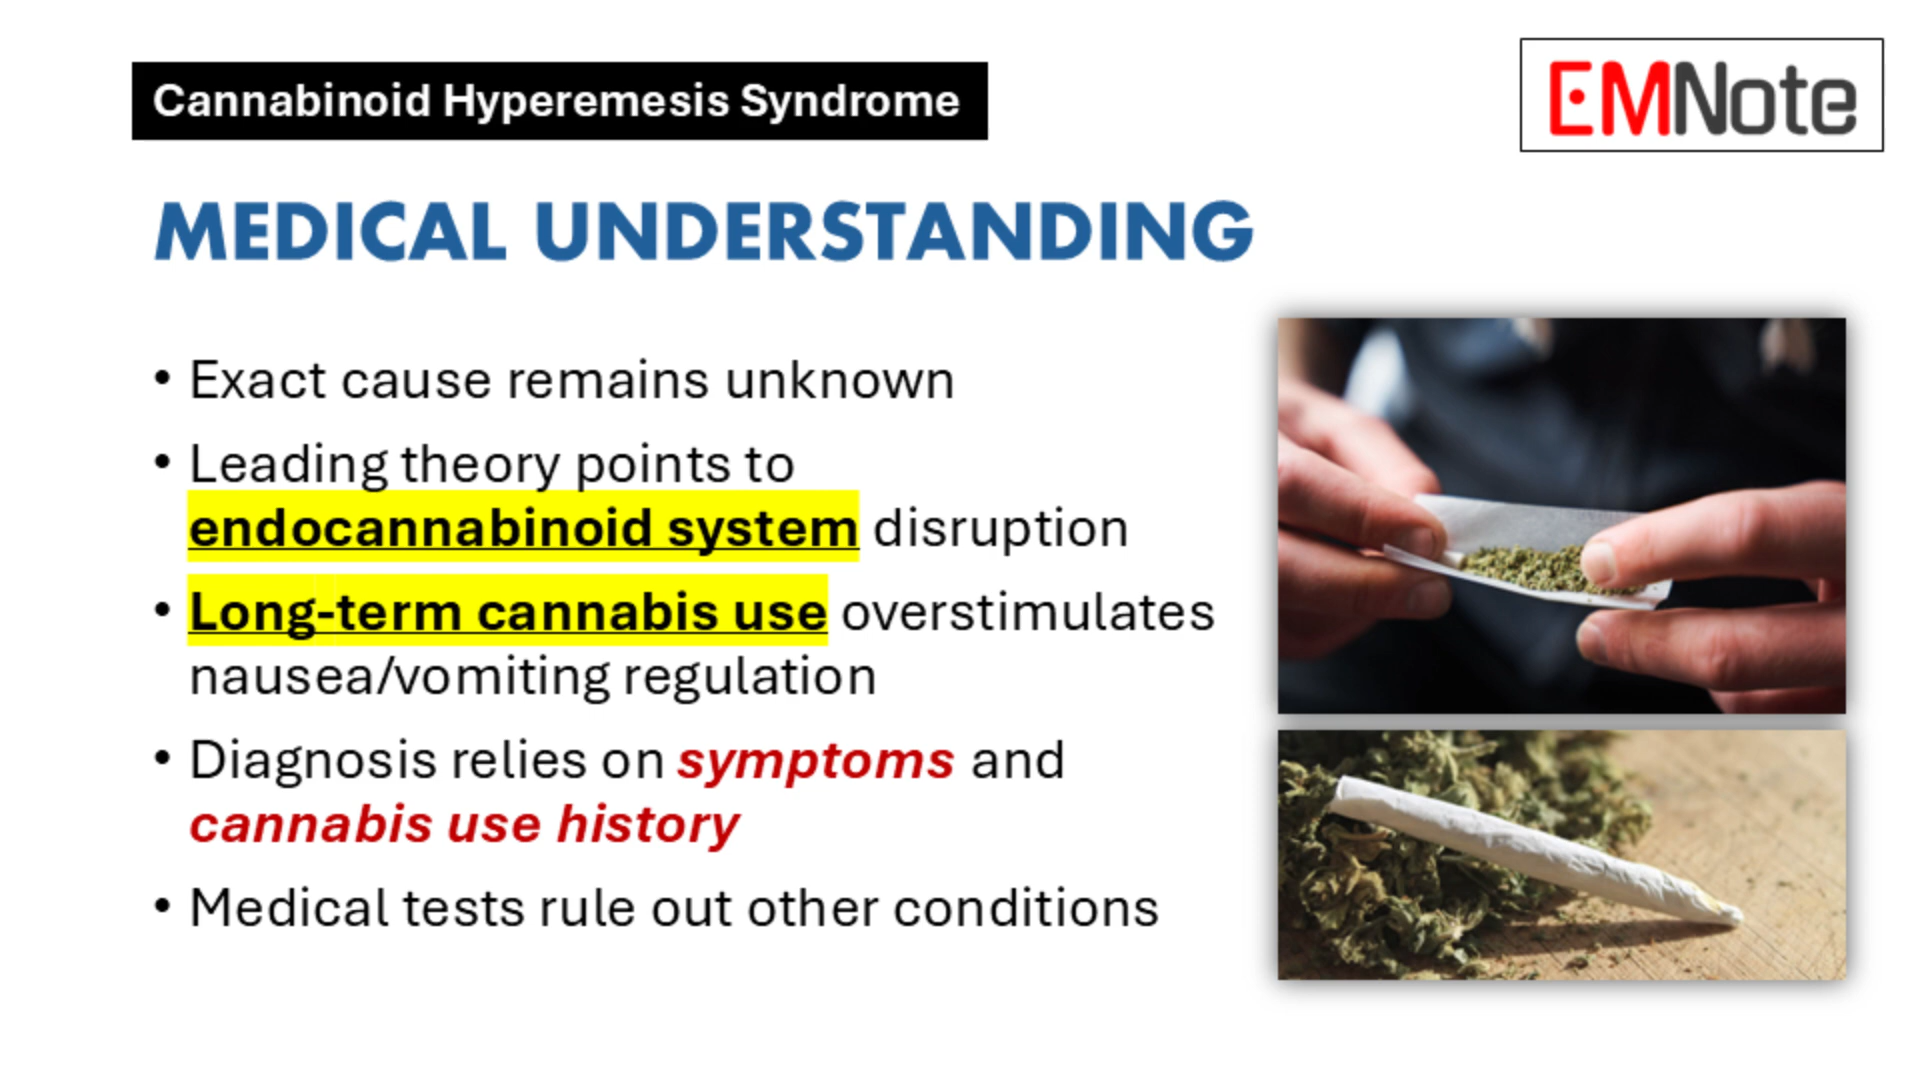 Cannabinoid Hyperemesis Syndrome
EMNote
MEDICAL UNDERSTANDING
• Exact cause remains unknown
• Leading theory points to
endocannabinoid system disruption
• Long-term cannabis use overstimulates
nausea/vomiting regulation
• Diagnosis relies on symptoms and
cannabis use history
• Medical tests rule out other conditions